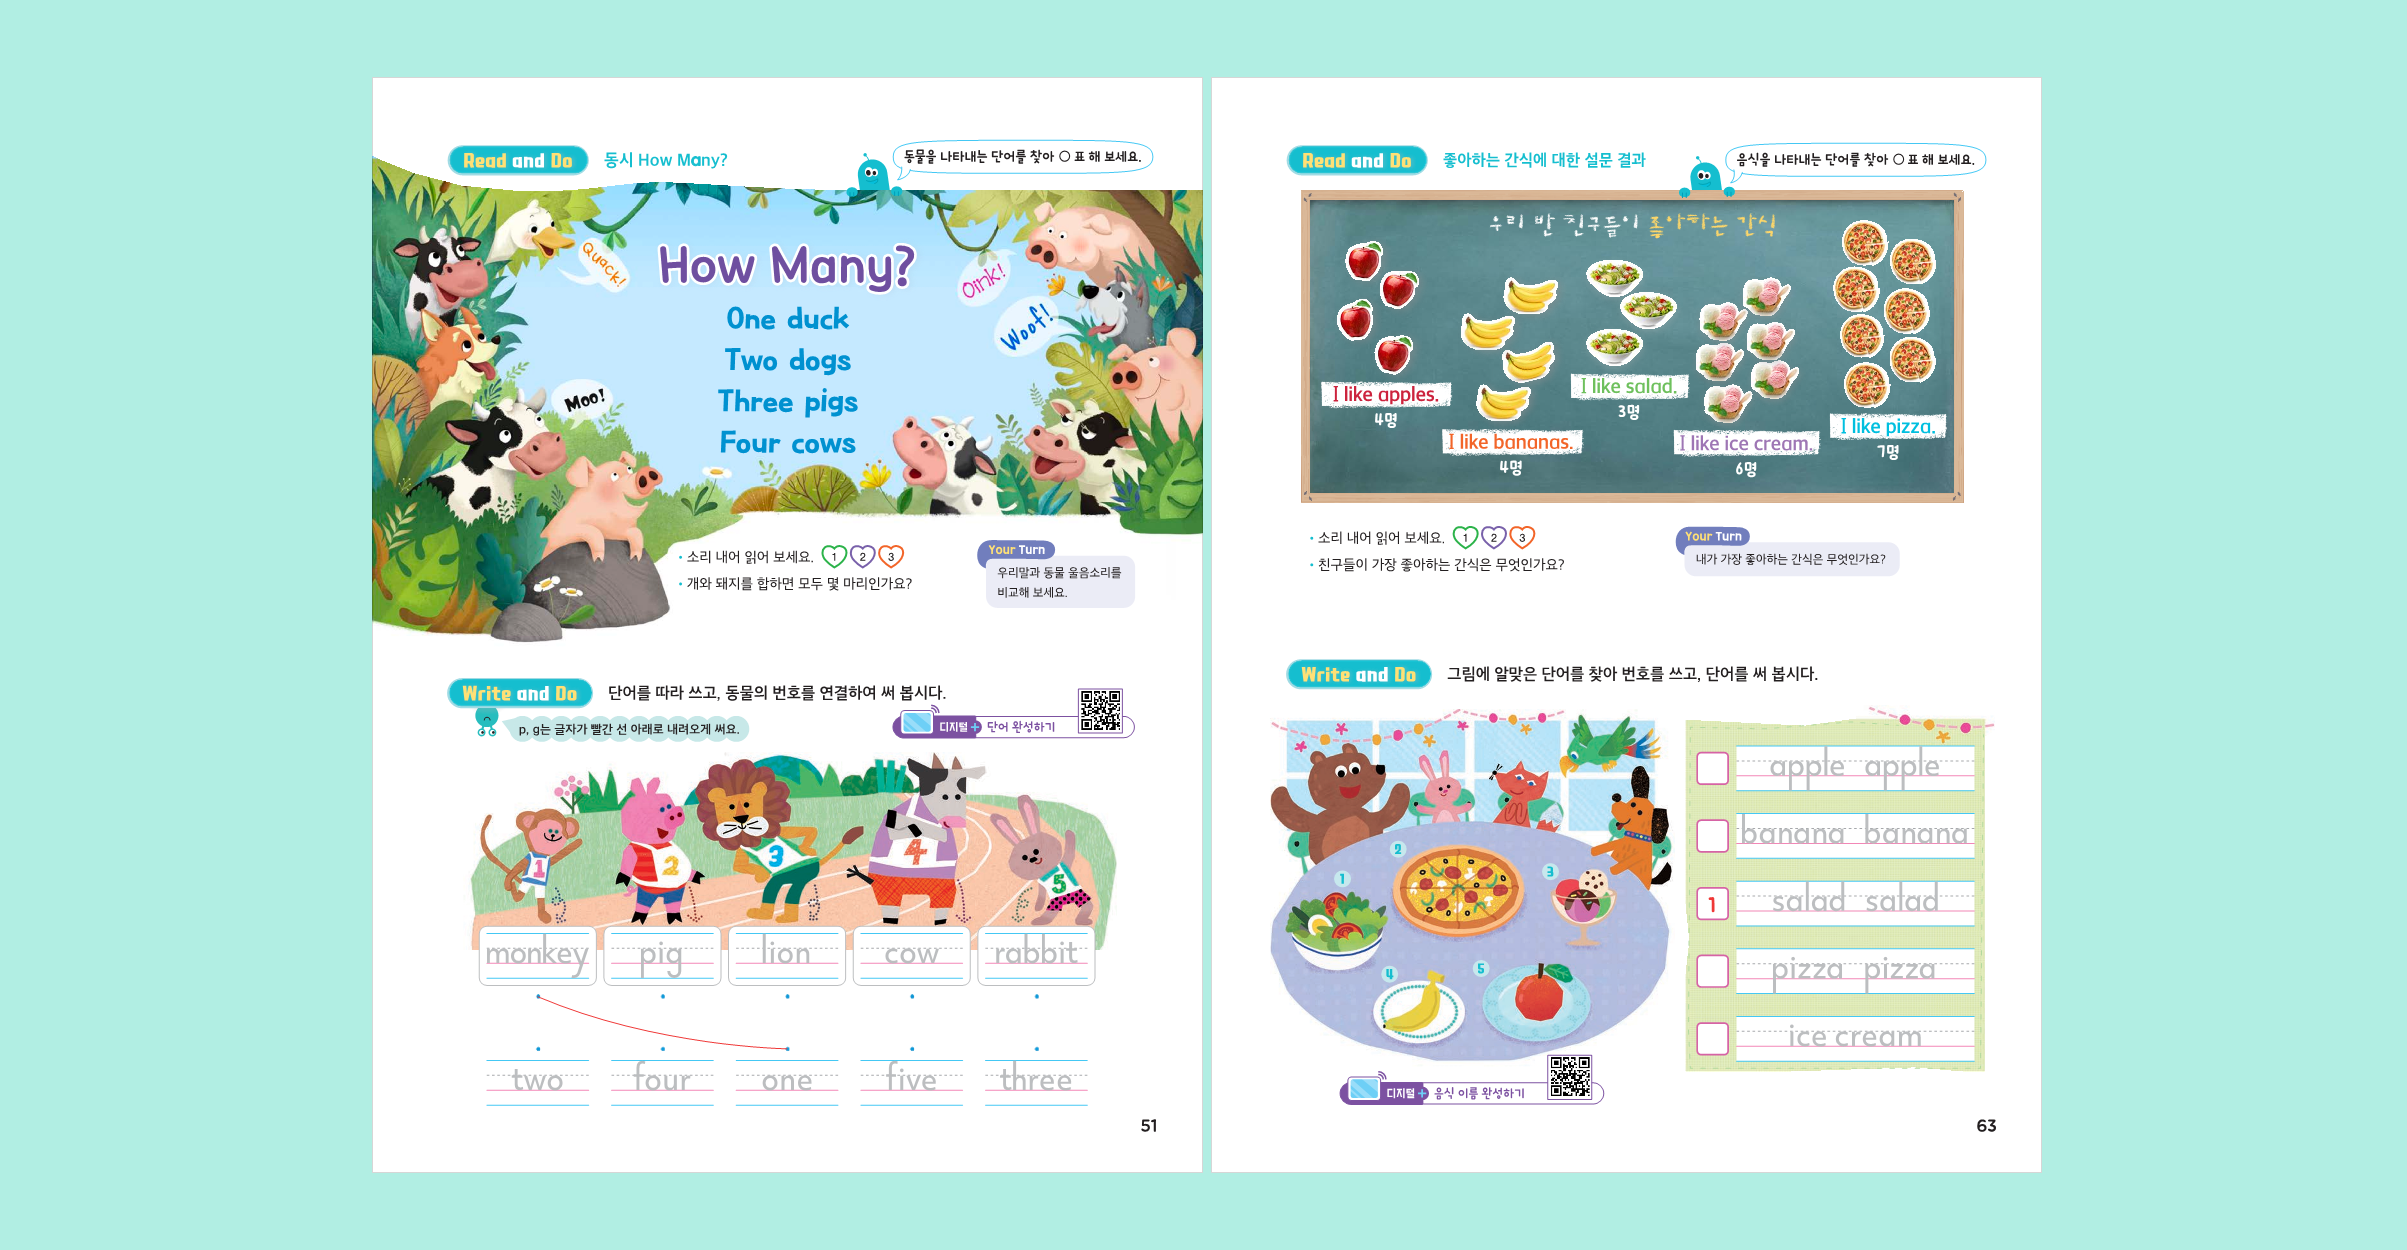 Read and Do 동시 How Many?
동물을 나타내는 단어를 찾아 ○ 표 해 보세요.
Quack!
How Many?
Oink!
Woof!
Moo!
One duck
Two dogs
Three pigs
Four cows
· 소리 내어 읽어 보세요. 1 2 3
· 개와 돼지를 합하면 모두 몇 마리인가요?
Your Turn
우리말과 동물 울음소리를
비교해 보세요.
Write and Do 단어를 따라 쓰고, 동물의 번호를 연결하여 써 봅시다.
p, g는 글자가 빨간 선 아래로 내려오게 써요.
디지털+ 단어 완성하기
1 2 3 4 5
monkey pig lion cow rabbit
two four one five three
51
Read and Do 좋아하는 간식에 대한 설문 결과
음식을 나타내는 단어를 찾아 ○ 표 해 보세요.
우리 반 친구들이 좋아하는 간식
I like apples.
4명
I like bananas.
4명
I like salad.
3명
I like ice cream.
6명
I like pizza.
7명
· 소리 내어 읽어 보세요. 1 2 3
· 친구들이 가장 좋아하는 간식은 무엇인가요?
Your Turn
내가 가장 좋아하는 간식은 무엇인가요?
Write and Do 그림에 알맞은 단어를 찾아 번호를 쓰고, 단어를 써 봅시다.
1
2
3
4
5
apple apple
banana banana
1 salad salad
pizza pizza
ice cream
디지털+ 음식 이름 완성하기
63